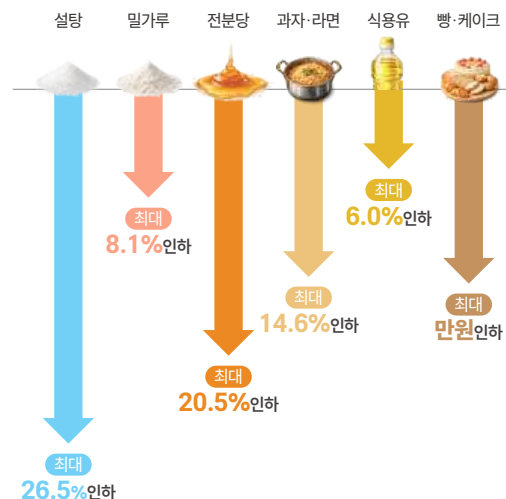 설탕
밀가루
전분당
과자·라면
식용유
빵·케이크
최대
26.5%인하
최대
8.1%인하
최대
20.5%인하
최대
14.6%인하
최대
6.0%인하
최대
만원인하